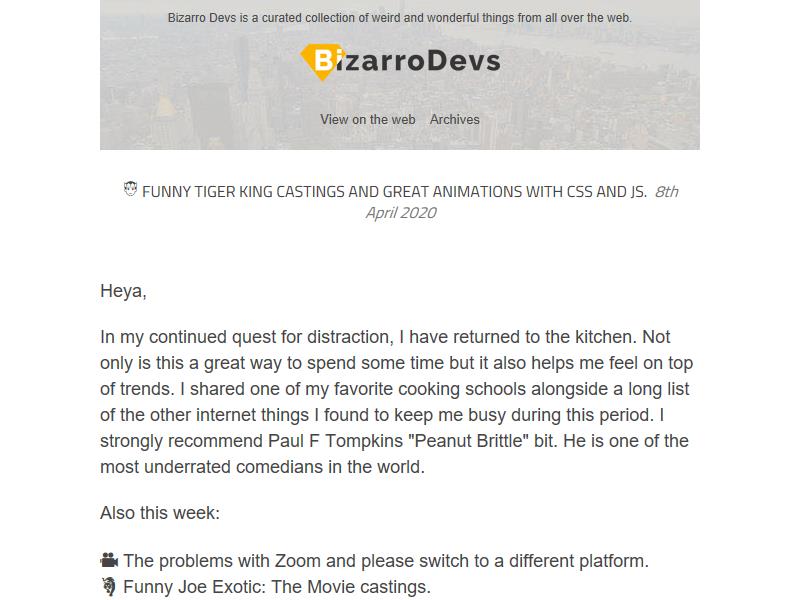 Bizarro Devs is a curated collection of weird and wonderful things from all over the web.
BizarroDevs
View on the web Archives
FUNNY TIGER KING CASTINGS AND GREAT ANIMATIONS WITH CSS AND JS. 8th
April 2020
Heya,
In my continued quest for distraction, I have returned to the kitchen. Not
only is this a great way to spend some time but it also helps me feel on top
of trends. I shared one of my favorite cooking schools alongside a long list
of the other internet things I found to keep me busy during this period. I
strongly recommend Paul F Tompkins "Peanut Brittle" bit. He is one of the
most underrated comedians in the world.
Also this week:
🎥 The problems with Zoom and please switch to a different platform.
Funny Joe Exotic: The Movie castings.